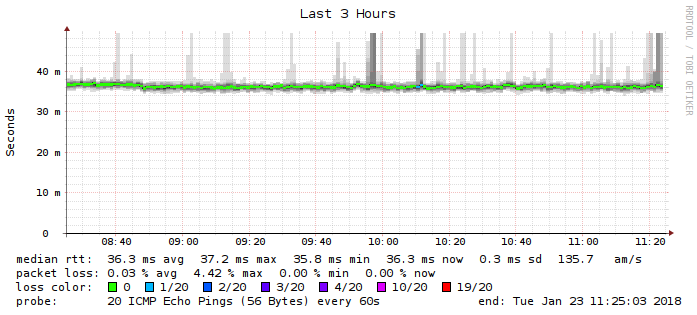 Last 3 Hours
RRDTOOL / TOBI OETIKER
Seconds
40 m
30 m
20 m
10 m
0
08:40 09:00 09:20 09:40 10:00 10:20 10:40 11:00 11:20
median rtt: 36.3 ms avg 37.2 ms max 35.8 ms min 36.3 ms now 0.3 ms sd 135.7 am/s
packet loss: 0.03 % avg 4.42 % max 0.00 % min 0.00 % now
loss color: 0 1/20 2/20 3/20 4/20 10/20 19/20
probe: 20 ICMP Echo Pings (56 Bytes) every 60s end: Tue Jan 23 11:25:03 2018